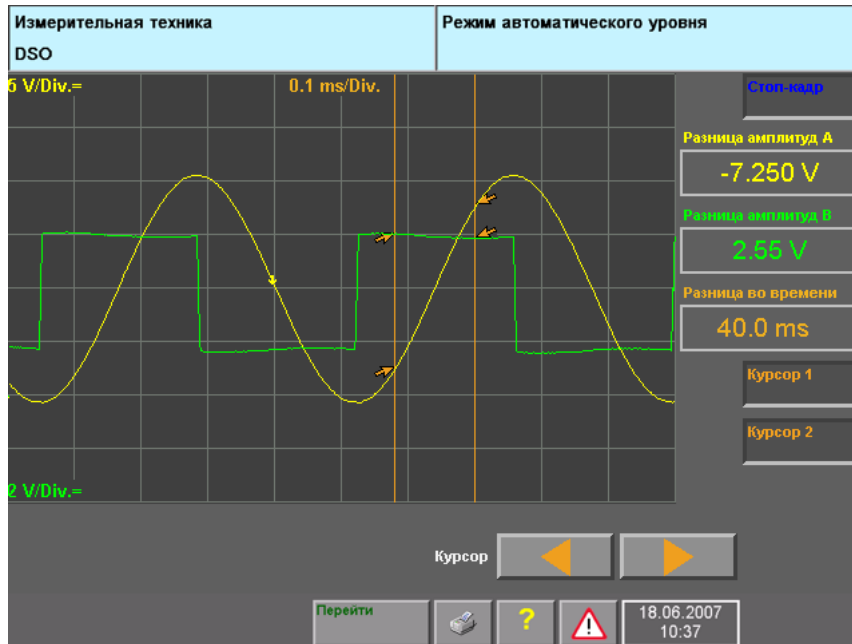 Измерительная техника
Режим автоматического уровня
DSO
5 V/Div.=
0.1 ms/Div.
Стоп-кадр
Разница амплитуд A
-7.250 V
Разница амплитуд B
2.55 V
Разница во времени
40.0 ms
Курсор 1
Курсор 2
2 V/Div.=
Курсор
Перейти
?
18.06.2007
10:37